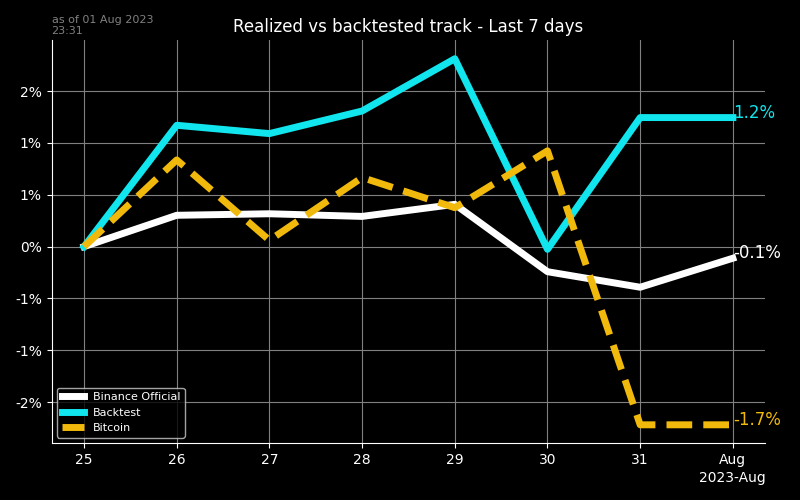 as of 01 Aug 2023
23:31
Realized vs backtested track - Last 7 days
2%
1%
1%
0%
-1%
-1%
-2%
1.2%
-0.1%
-1.7%
Binance Official
Backtest
Bitcoin
25 26 27 28 29 30 31 Aug
2023-Aug